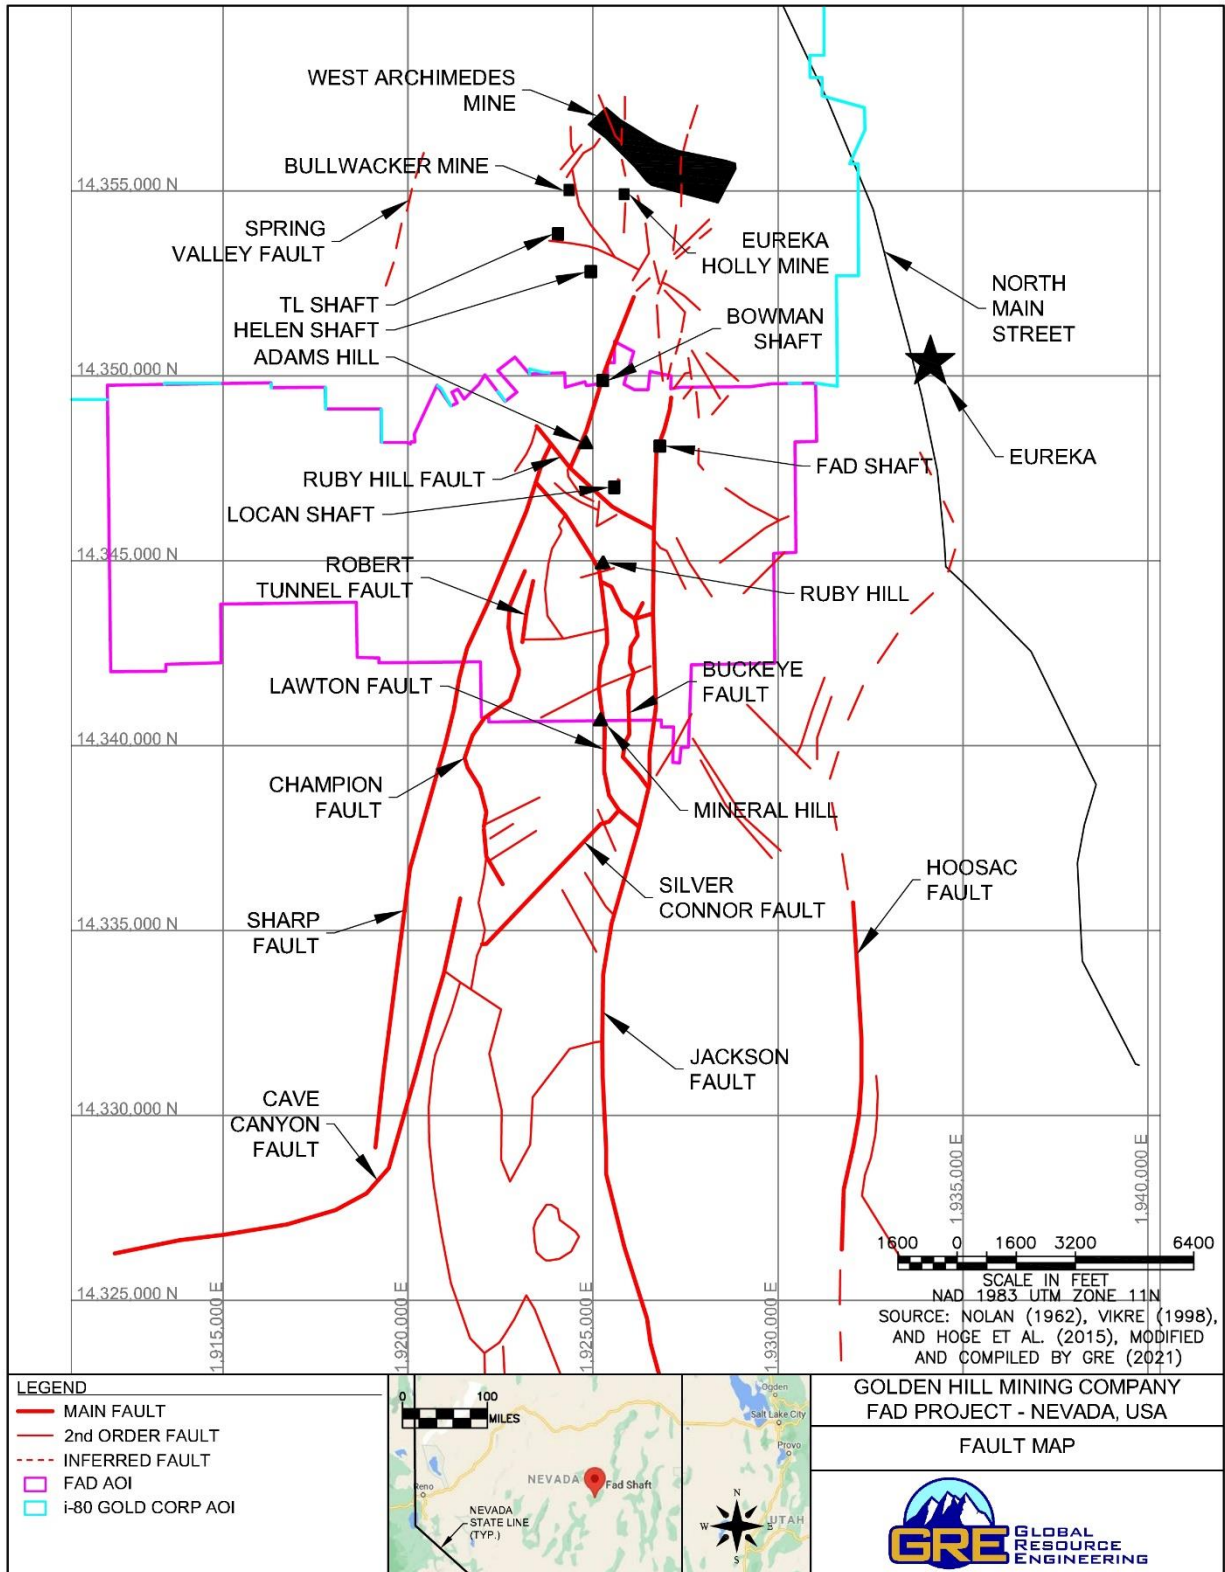 WEST ARCHIMEDES
MINE
BULLWACKER MINE
14,355,000 N
SPRING
VALLEY FAULT
EUREKA
HOLLY MINE
TL SHAFT
HELEN SHAFT
ADAMS HILL
BOWMAN
SHAFT
NORTH
MAIN
STREET
14,350,000 N
RUBY HILL FAULT
FAD SHAFT
EUREKA
LOCAN SHAFT
14,345,000 N
ROBERT
TUNNEL FAULT
RUBY HILL
LAWTON FAULT
BUCKEYE
FAULT
14,340,000 N
CHAMPION
FAULT
MINERAL HILL
HOOSAC
FAULT
SILVER
CONNOR FAULT
14,335,000 N
SHARP
FAULT
JACKSON
FAULT
14,330,000 N
CAVE
CANYON
FAULT
14,325,000 N
1,915,000 E
1,920,000 E
1,925,000 E
1,930,000 E
1,935,000 E
1,940,000 E
1600 0 1600 3200 6400
SCALE IN FEET
NAD 1983 UTM ZONE 11N
SOURCE: NOLAN (1962), VIKRE (1998),
AND HOGE ET AL. (2015), MODIFIED
AND COMPILED BY GRE (2021)
LEGEND
MAIN FAULT
2nd ORDER FAULT
INFERRED FAULT
FAD AOI
i-80 GOLD CORP AOI
0 100
MILES
Ogden
Salt Lake City
Provo
NEVADA
Fad Shaft
Reno
NEVADA
STATE LINE
(TYP.)
UTAH
N
W E
S
GOLDEN HILL MINING COMPANY
FAD PROJECT - NEVADA, USA
FAULT MAP
GRE
GLOBAL
RESOURCE
ENGINEERING